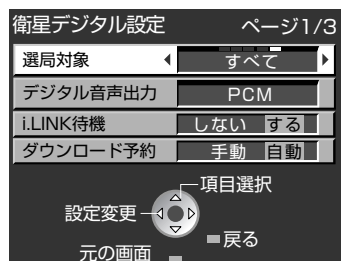 衛星デジタル設定 ページ1/3
選局対象 すべて
デジタル音声出力 PCM
i.LINK待機 しない する
ダウンロード予約 手動 自動
項目選択
設定変更
戻る
元の画面